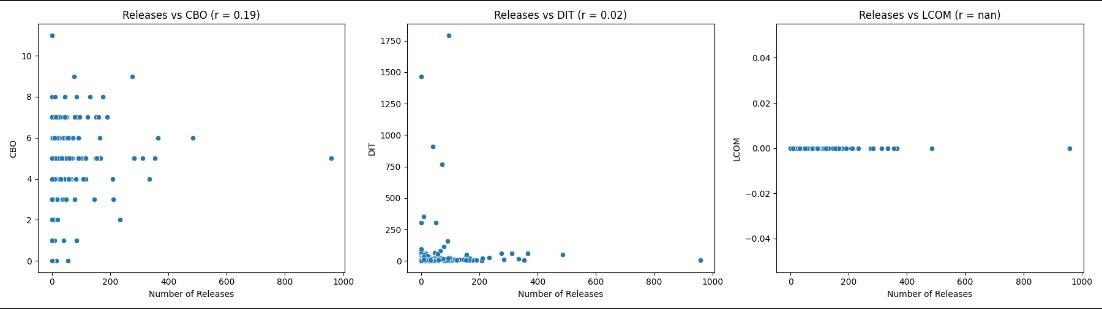 Releases vs CBO (r = 0.19)
10
8
6
4
2
0
CBO
0 200 400 600 800 1000
Number of Releases
Releases vs DIT (r = 0.02)
1750
1500
1250
1000
750
500
250
0
DIT
0 200 400 600 800 1000
Number of Releases
Releases vs LCOM (r = nan)
0.04
0.02
0.00
−0.02
−0.04
LCOM
0 200 400 600 800 1000
Number of Releases